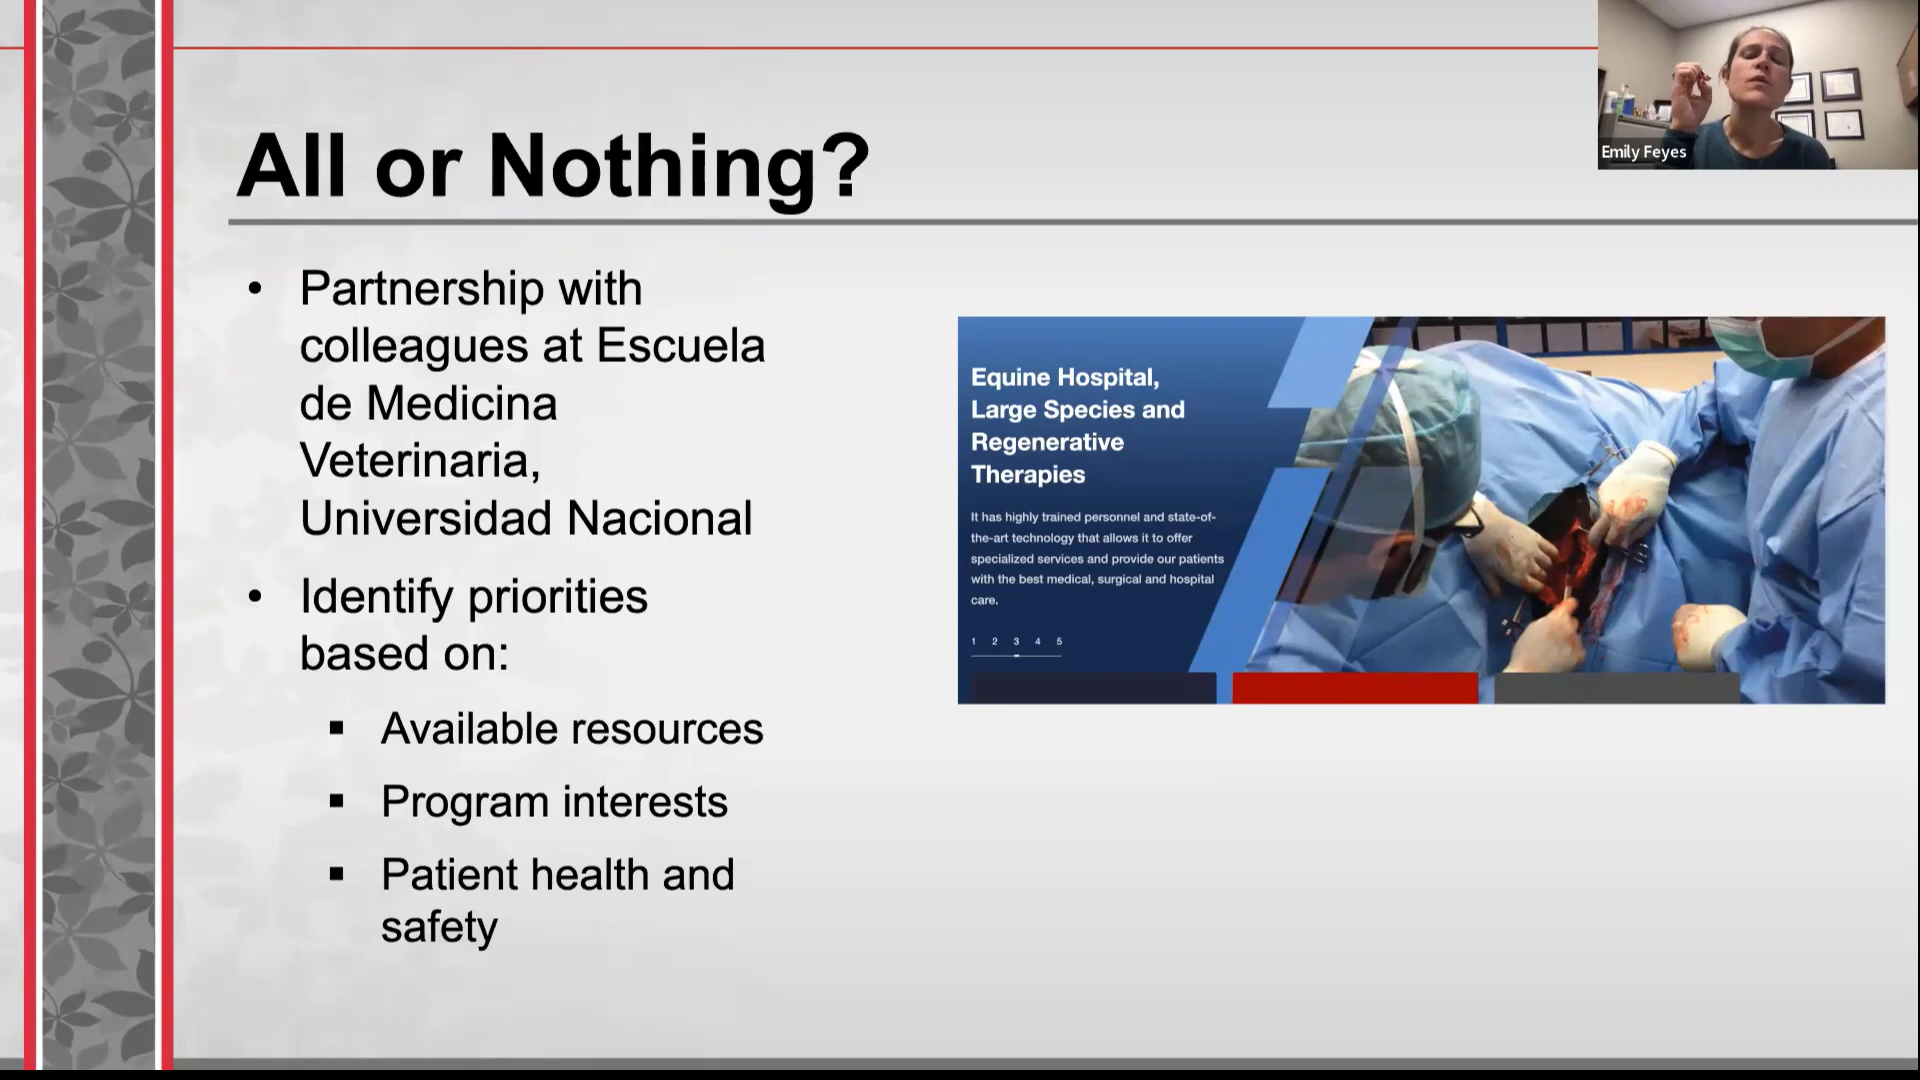 All or Nothing?
• Partnership with
colleagues at Escuela
de Medicina
Veterinaria,
Universidad Nacional
• Identify priorities
based on:
▪ Available resources
▪ Program interests
▪ Patient health and
safety
Equine Hospital,
Large Species and
Regenerative
Therapies
It has highly trained personnel and state-of-
the-art technology that allows it to offer
specialized services and provide our patients
with the best medical, surgical and hospital
care.
1 2 3 4 5
Emily Feyes